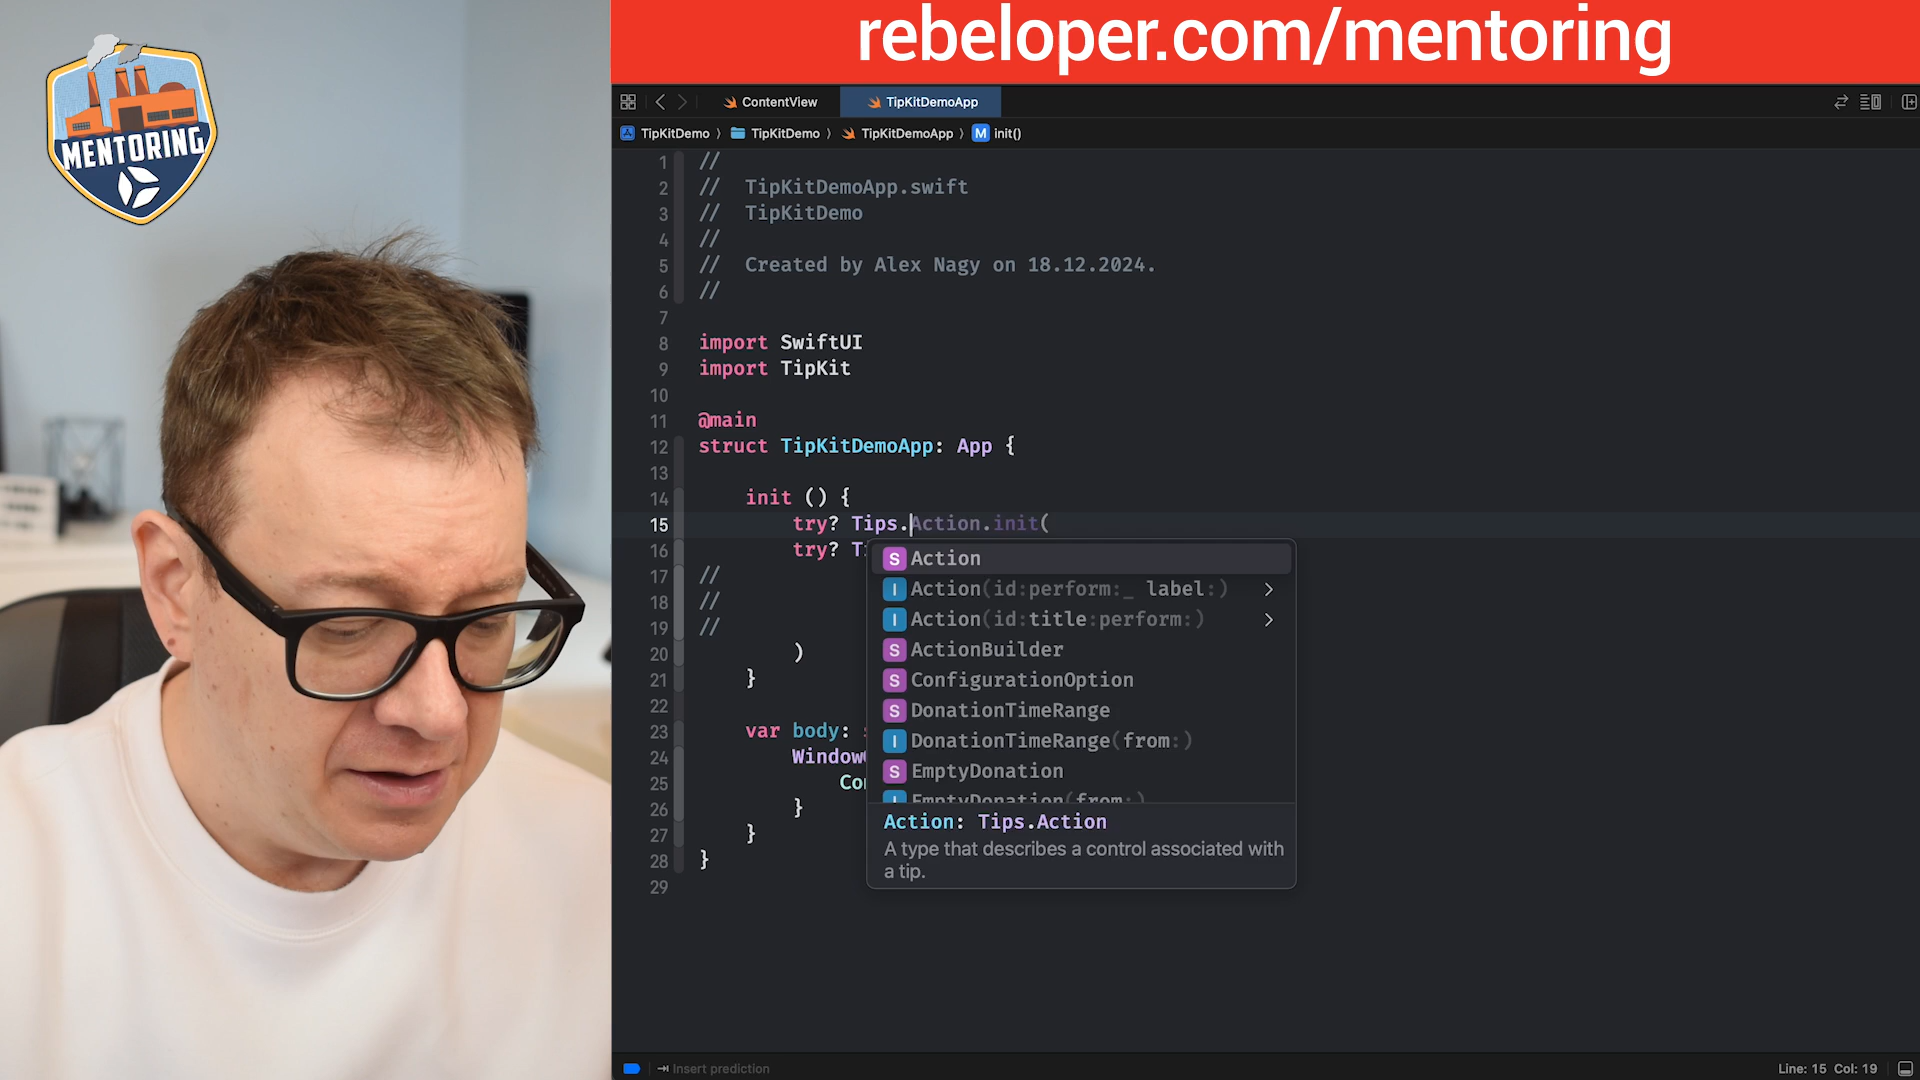 rebeloper.com/mentoring
MENTORING
ContentView
TipKitDemoApp
TipKitDemo 〉 TipKitDemo 〉 TipKitDemoApp 〉 M init()
1 //
2 // TipKitDemoApp.swift
3 // TipKitDemo
4 //
5 // Created by Alex Nagy on 18.12.2024.
6 //
7
8 import SwiftUI
9 import TipKit
10
11 @main
12 struct TipKitDemoApp: App {
13
14 init () {
15 try? Tips.Action.init(
16 try?
17 //
18 //
19 //
20 )
21 }
22
23 var body:
24
25
26 }
27 }
28 }
29
S Action
I Action(id:perform:_ label:)
I Action(id:title:perform:)
S ActionBuilder
S ConfigurationOption
S DonationTimeRange
I DonationTimeRange(from:)
S EmptyDonation
I EmptyDonation(from:)
Action: Tips.Action
A type that describes a control associated with
a tip.
Insert prediction
Line: 15 Col: 19